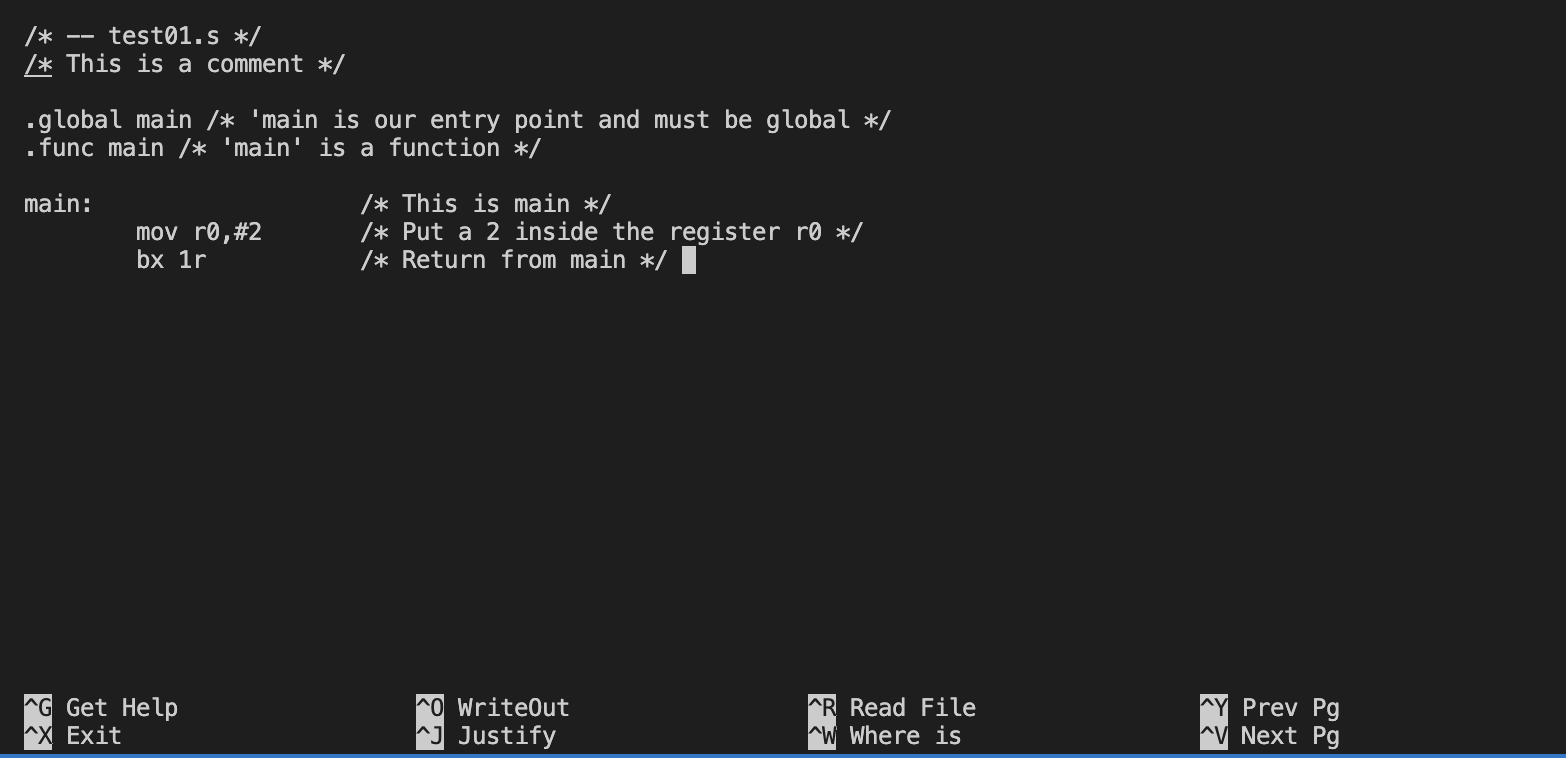 /* -- test01.s */
/* This is a comment */
.global main /* 'main is our entry point and must be global */
.func main /* 'main' is a function */
main:                   /* This is main */
        mov r0,#2       /* Put a 2 inside the register r0 */
        bx 1r           /* Return from main */
^G Get Help ^O WriteOut ^R Read File ^Y Prev Pg
^X Exit ^J Justify ^W Where is ^V Next Pg